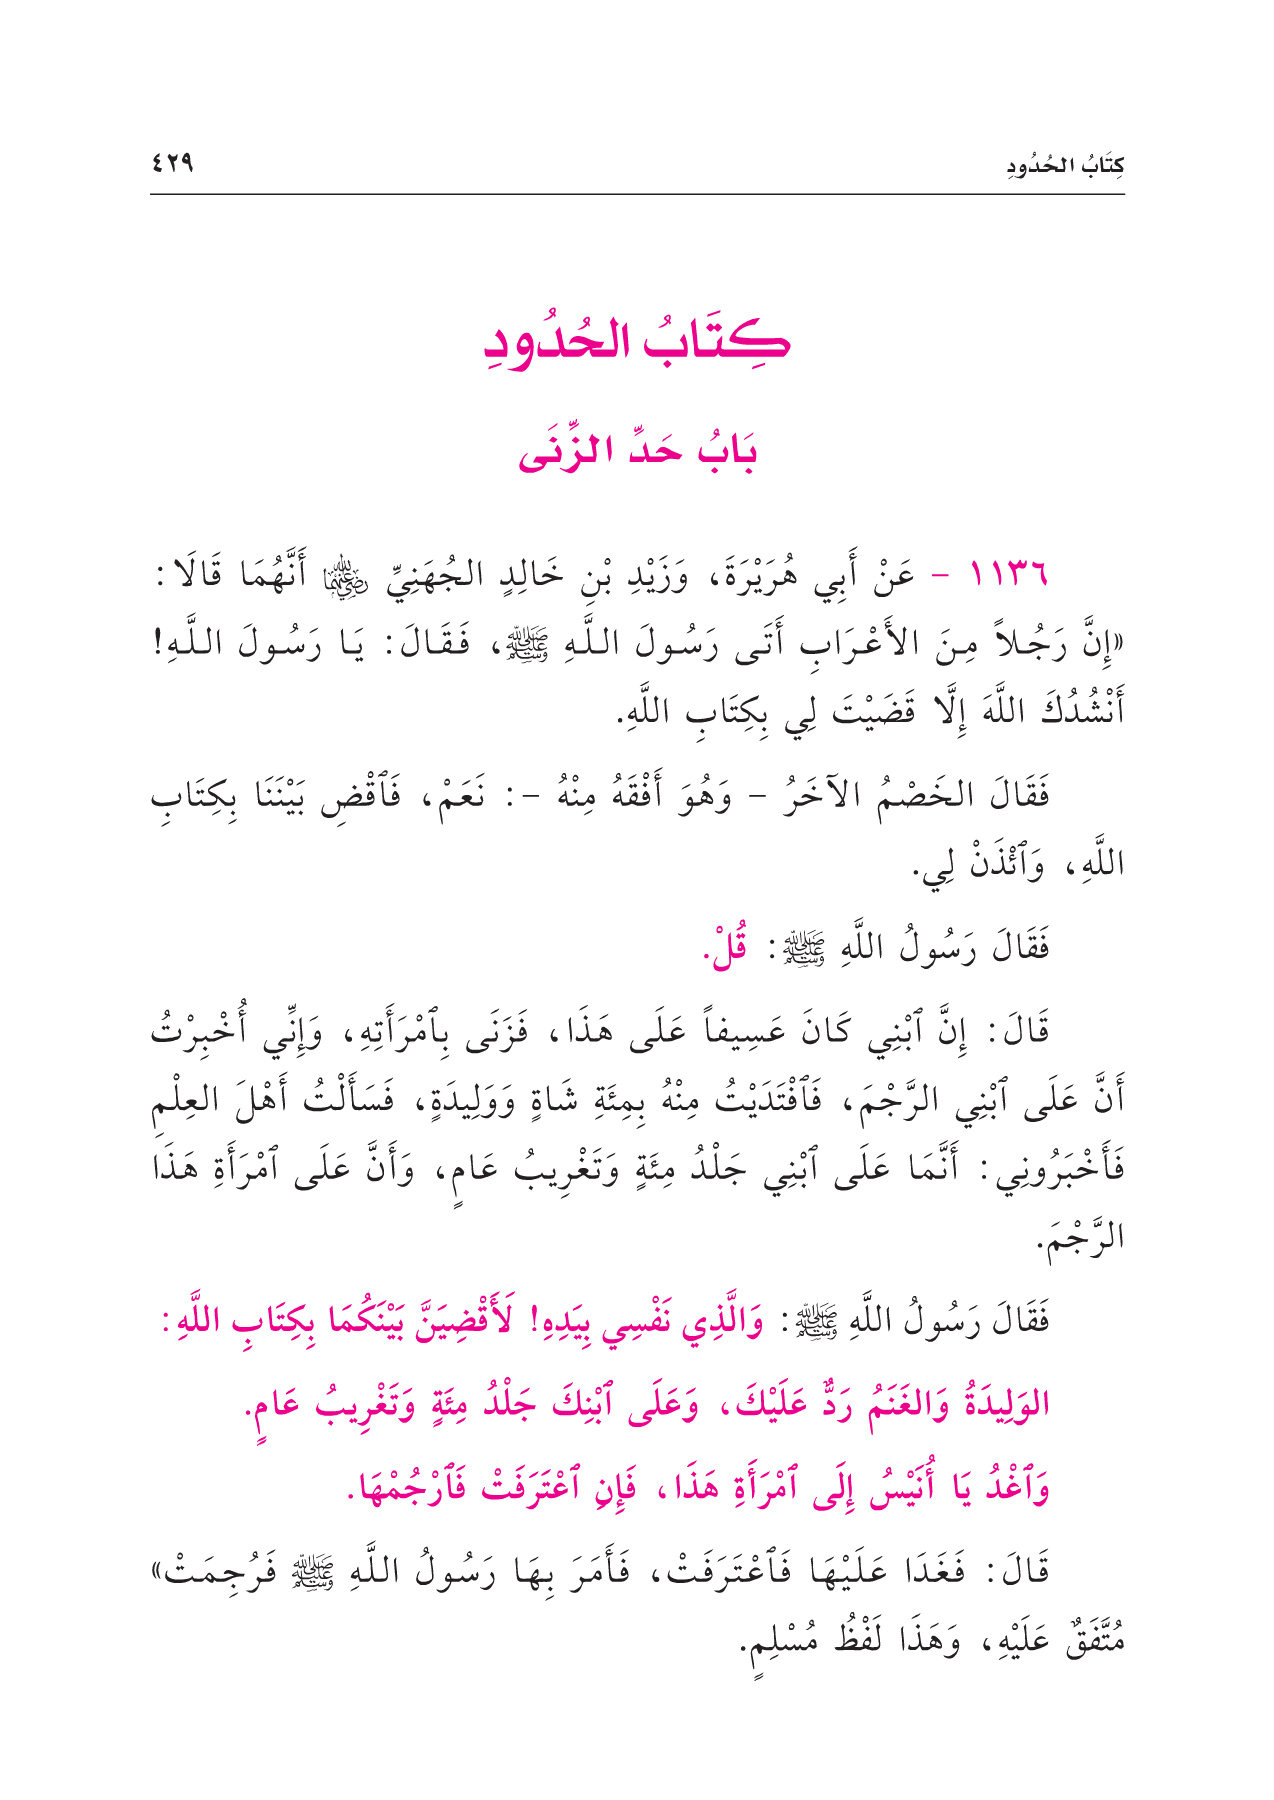 كِتَابُ الحُدُودِ ٤٢٩
كِتَابُ الحُدُودِ
بَابُ حَدِّ الزِّنَى
١١٣٦ - عَنْ أَبِي هُرَيْرَةَ، وَزَيْدِ بْنِ خَالِدٍ الجُهَنِيِّ رضي الله عنهما أَنَّهُمَا قَالَا:
«إِنَّ رَجُلاً مِنَ الأَعْرَابِ أَتَى رَسُولَ اللَّهِ ﷺ، فَقَالَ: يَا رَسُولَ اللَّهِ!
أَنْشُدُكَ اللَّهَ إِلَّا قَضَيْتَ لِي بِكِتَابِ اللَّهِ.
فَقَالَ الخَصْمُ الآخَرُ - وَهُوَ أَفْقَهُ مِنْهُ -: نَعَمْ، فَٱقْضِ بَيْنَنَا بِكِتَابِ
اللَّهِ، وَٱئْذَنْ لِي.
فَقَالَ رَسُولُ اللَّهِ ﷺ: قُلْ.
قَالَ: إِنَّ ٱبْنِي كَانَ عَسِيفاً عَلَى هَذَا، فَزَنَى بِٱمْرَأَتِهِ، وَإِنِّي أُخْبِرْتُ
أَنَّ عَلَى ٱبْنِي الرَّجْمَ، فَٱفْتَدَيْتُ مِنْهُ بِمِئَةِ شَاةٍ وَوَلِيدَةٍ، فَسَأَلْتُ أَهْلَ العِلْمِ
فَأَخْبَرُونِي: أَنَّمَا عَلَى ٱبْنِي جَلْدُ مِئَةٍ وَتَغْرِيبُ عَامٍ، وَأَنَّ عَلَى ٱمْرَأَةِ هَذَا
الرَّجْمَ.
فَقَالَ رَسُولُ اللَّهِ ﷺ: وَالَّذِي نَفْسِي بِيَدِهِ! لَأَقْضِيَنَّ بَيْنَكُمَا بِكِتَابِ اللَّهِ:
الوَلِيدَةُ وَالغَنَمُ رَدٌّ عَلَيْكَ، وَعَلَى ٱبْنِكَ جَلْدُ مِئَةٍ وَتَغْرِيبُ عَامٍ.
وَٱغْدُ يَا أُنَيْسُ إِلَى ٱمْرَأَةِ هَذَا، فَإِنِ ٱعْتَرَفَتْ فَٱرْجُمْهَا.
قَالَ: فَغَدَا عَلَيْهَا فَٱعْتَرَفَتْ، فَأَمَرَ بِهَا رَسُولُ اللَّهِ ﷺ فَرُجِمَتْ»
مُتَّفَقٌ عَلَيْهِ، وَهَذَا لَفْظُ مُسْلِمٍ.